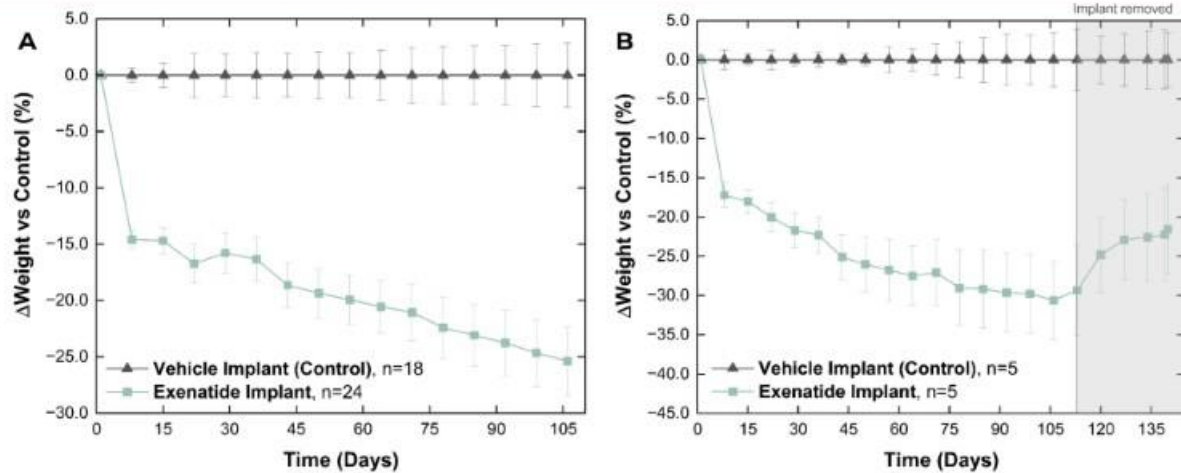 Implant removed
A
5.0
0.0
-5.0
-10.0
-15.0
-20.0
-25.0
-30.0
ΔWeight vs Control (%)
Vehicle Implant (Control), n=18
Exenatide Implant, n=24
0 15 30 45 60 75 90 105
Time (Days)
B
5.0
0.0
-5.0
-10.0
-15.0
-20.0
-25.0
-30.0
-35.0
-40.0
-45.0
ΔWeight vs Control (%)
Vehicle Implant (Control), n=5
Exenatide Implant, n=5
0 15 30 45 60 75 90 106 120 135
Time (Days)